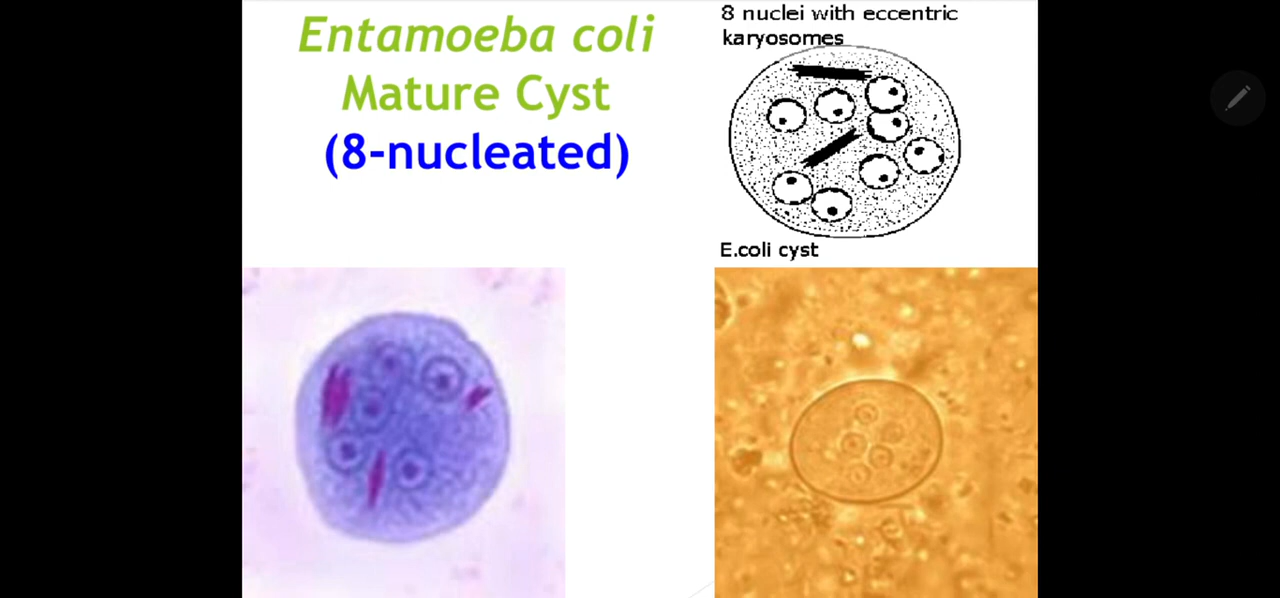 Entamoeba coli
Mature Cyst
(8-nucleated)
8 nuclei with eccentric
karyosomes
E.coli cyst